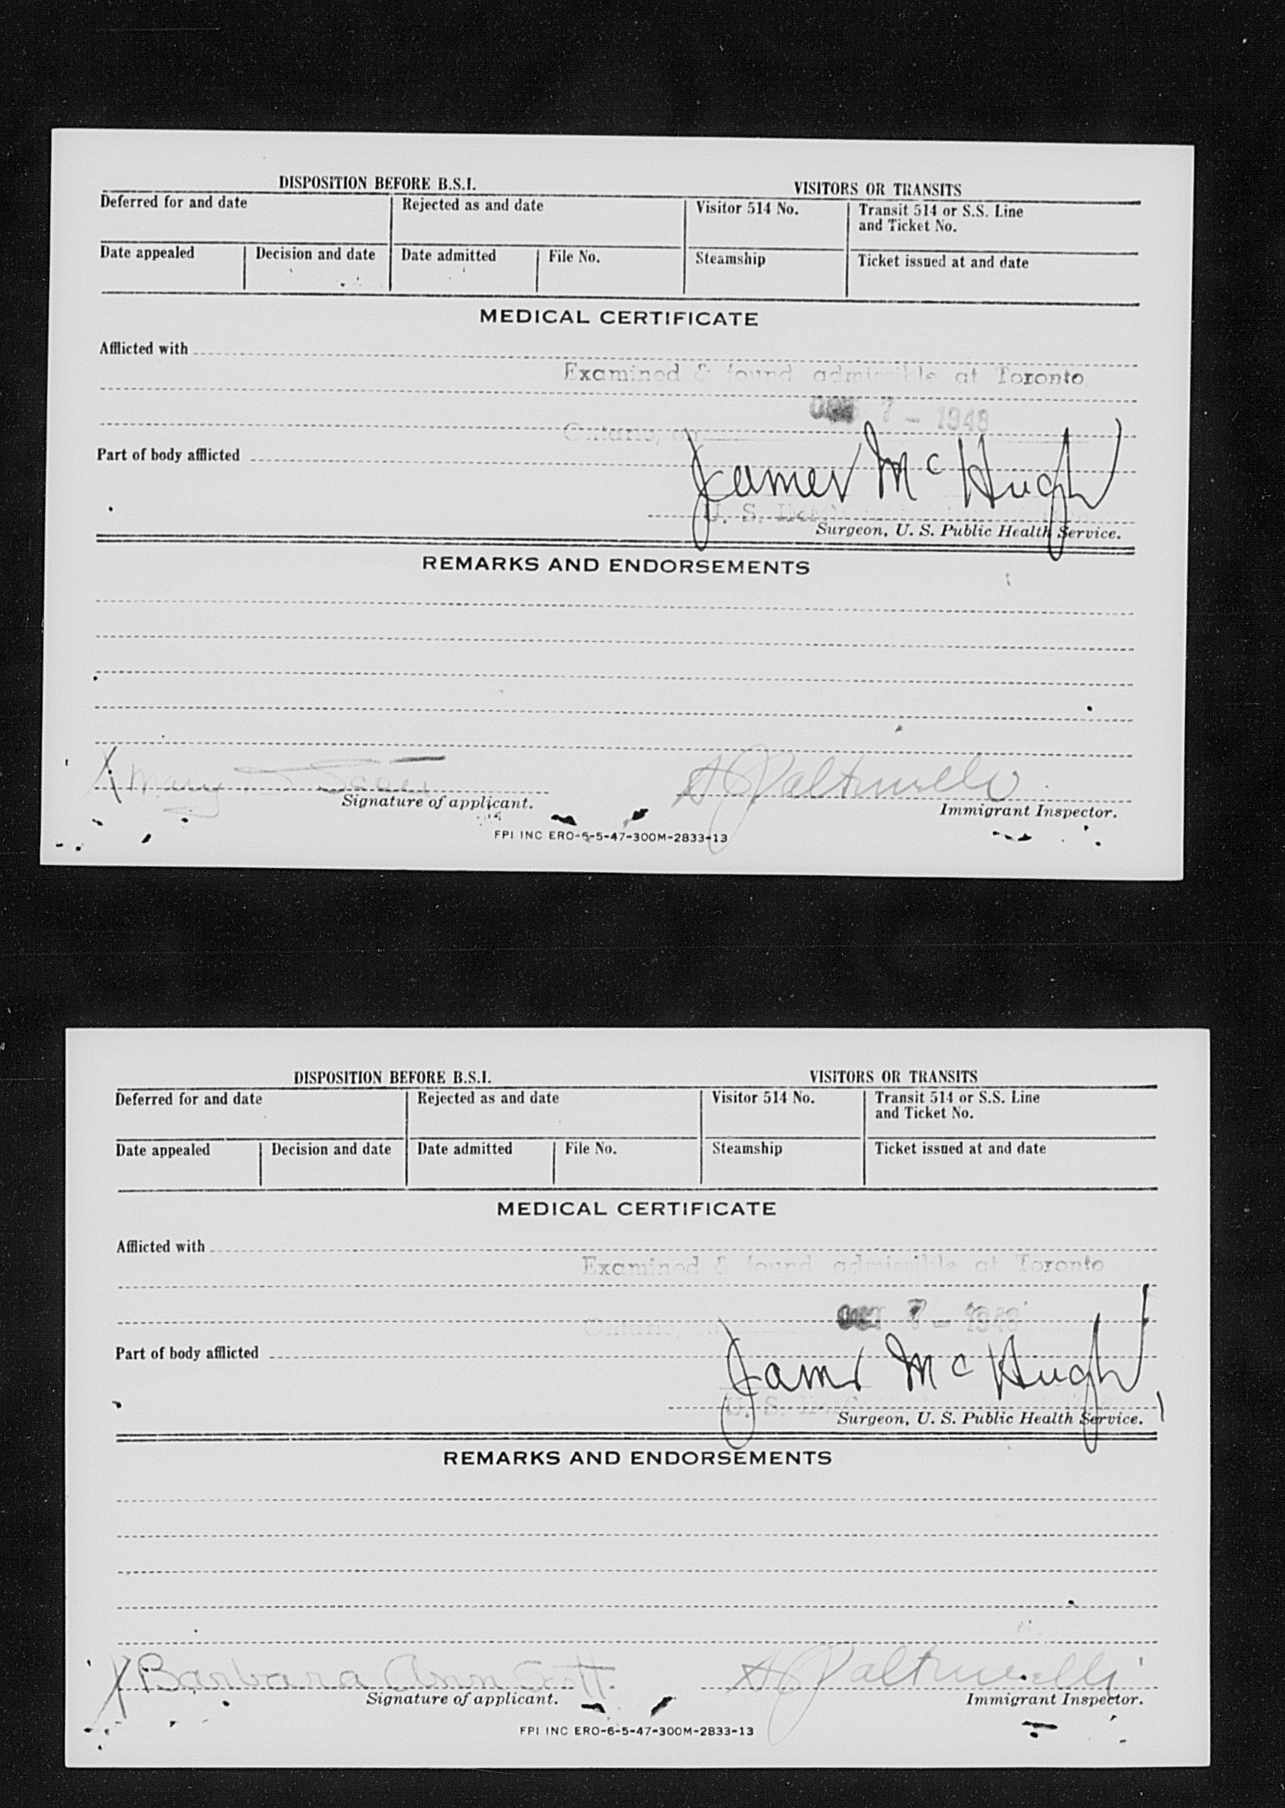 DISPOSITION BEFORE B.S.I. VISITORS OR TRANSITS
Deferred for and date Rejected as and date Visitor 514 No. Transit 514 or S.S. Line
and Ticket No.
Date appealed Decision and date Date admitted File No. Steamship Ticket issued at and date
MEDICAL CERTIFICATE
Afflicted with
Examined & found admissible at Toronto
7 - 1948
Ontario, on
Part of body afflicted
James McHugh
U. S.
Surgeon, U. S. Public Health Service.
REMARKS AND ENDORSEMENTS
X Mary
Signature of applicant. Immigrant Inspector.
FPI INC ERO-6-5-47-300M-2833-13
DISPOSITION BEFORE B.S.I. VISITORS OR TRANSITS
Deferred for and date Rejected as and date Visitor 514 No. Transit 514 or S.S. Line
and Ticket No.
Date appealed Decision and date Date admitted File No. Steamship Ticket issued at and date
MEDICAL CERTIFICATE
Afflicted with
Examined & found admissible at Toronto
OCT 7 - 1948
Ontario,
Part of body afflicted
James McHugh
U. S.
Surgeon, U. S. Public Health Service.
REMARKS AND ENDORSEMENTS
X Barbara Ann Scott.
Signature of applicant. Immigrant Inspector.
FPI INC ERO-6-5-47-300M-2833-13